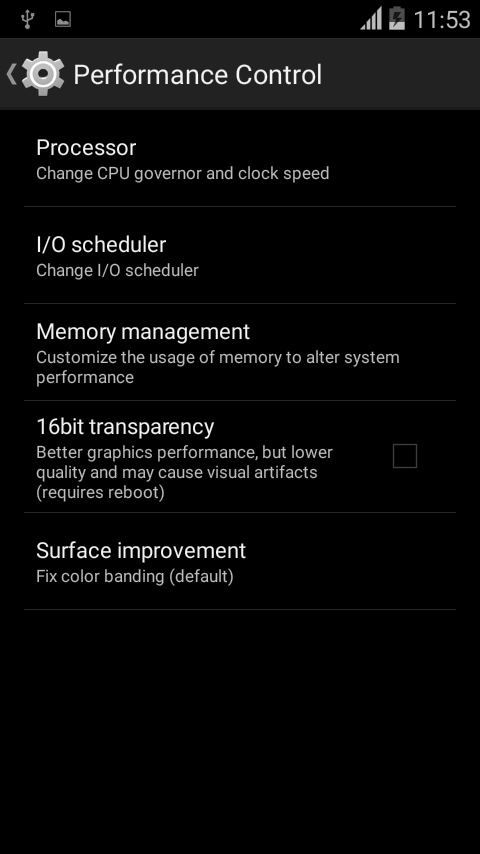 11:53
Performance Control
Processor
Change CPU governor and clock speed
I/O scheduler
Change I/O scheduler
Memory management
Customize the usage of memory to alter system
performance
16bit transparency
Better graphics performance, but lower
quality and may cause visual artifacts
(requires reboot)
Surface improvement
Fix color banding (default)